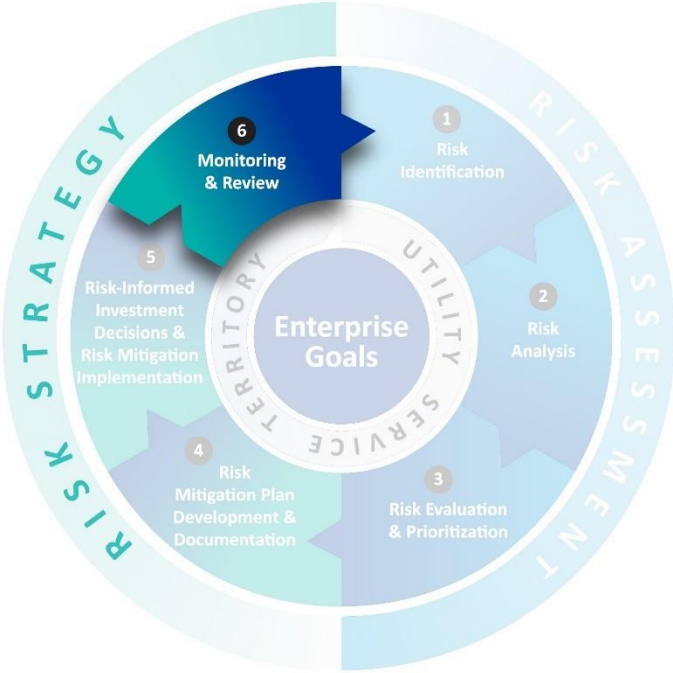 RISK STRATEGY
RISK ASSESSMENT
1
Risk
Identification
2
Risk
Analysis
3
Risk Evaluation
& Prioritization
4
Risk
Mitigation Plan
Development &
Documentation
5
Risk-Informed
Investment
Decisions &
Risk Mitigation
Implementation
6
Monitoring
& Review
UTILITY SERVICE TERRITORY
Enterprise
Goals